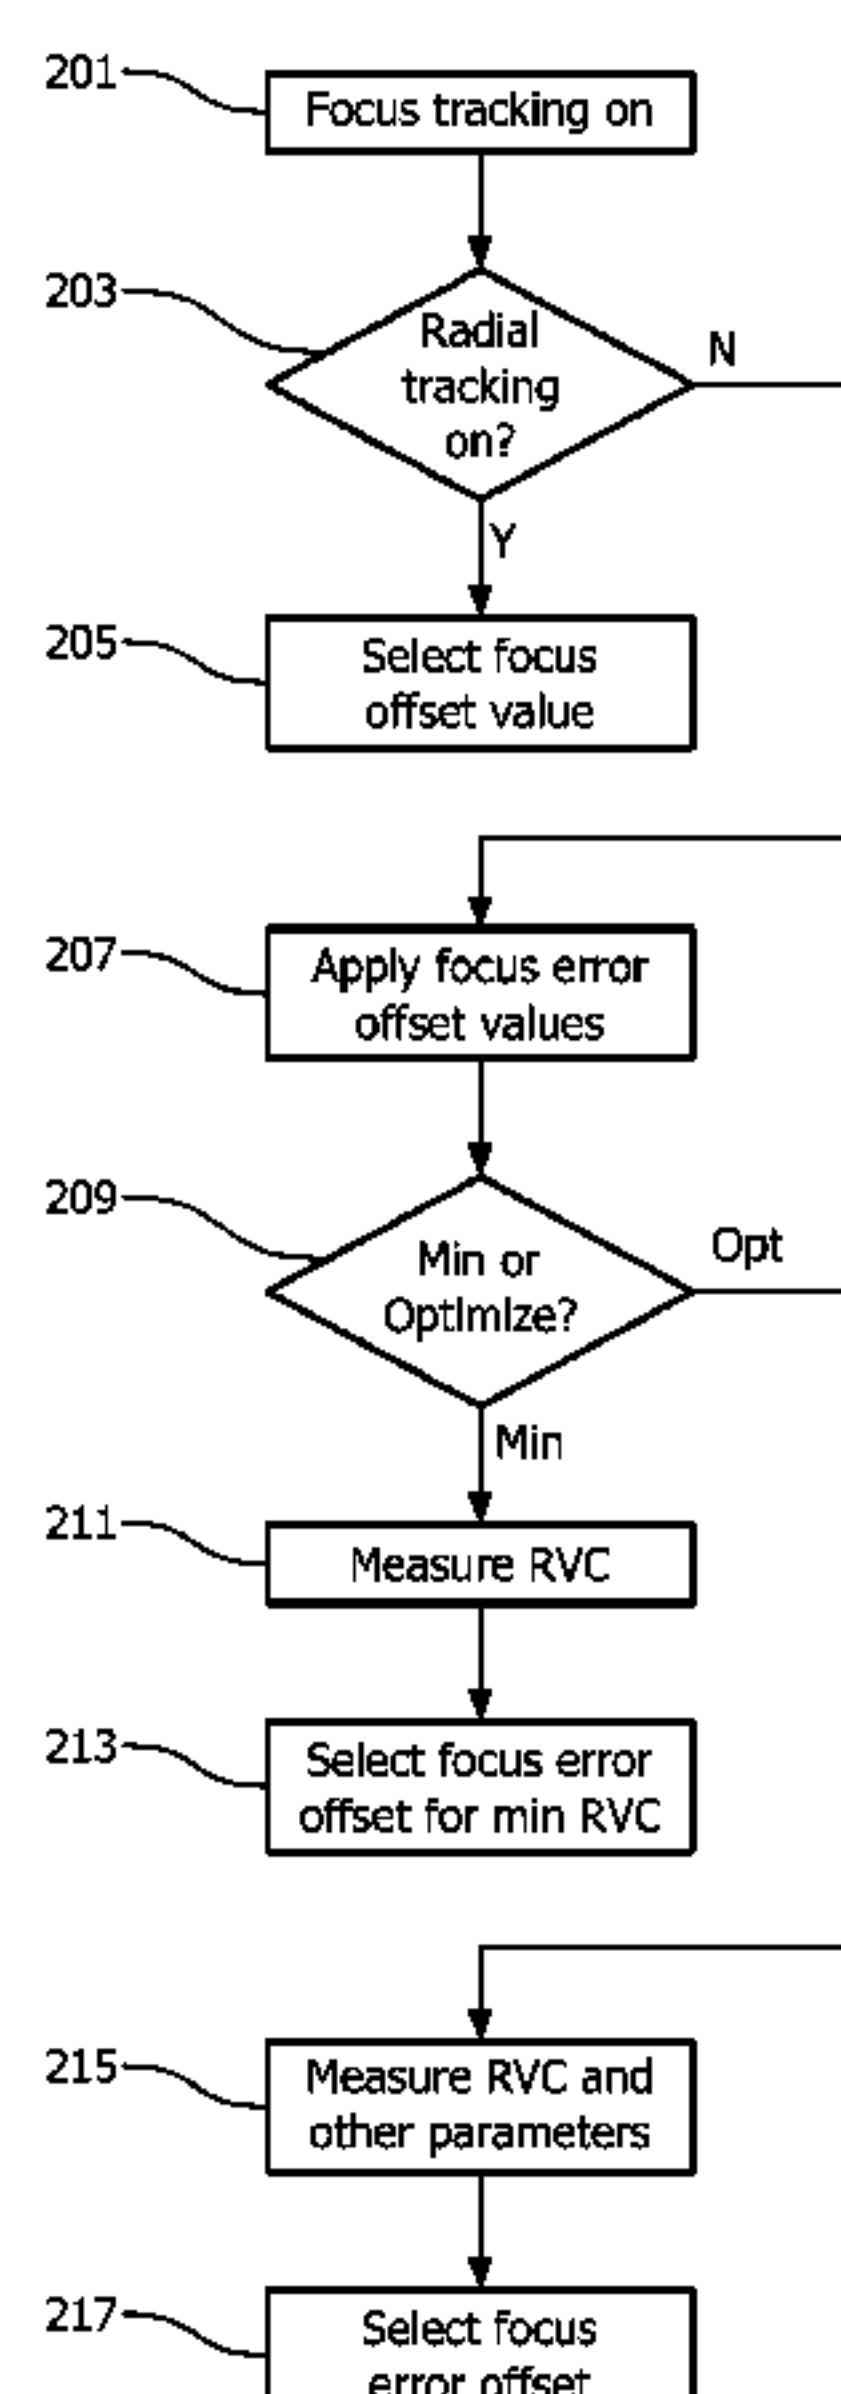 201
Focus tracking on
203
Radial
tracking
on?
N
Y
205
Select focus
offset value
207
Apply focus error
offset values
209
Min or
Optimize?
Opt
Min
211
Measure RVC
213
Select focus error
offset for min RVC
215
Measure RVC and
other parameters
217
Select focus
error offset